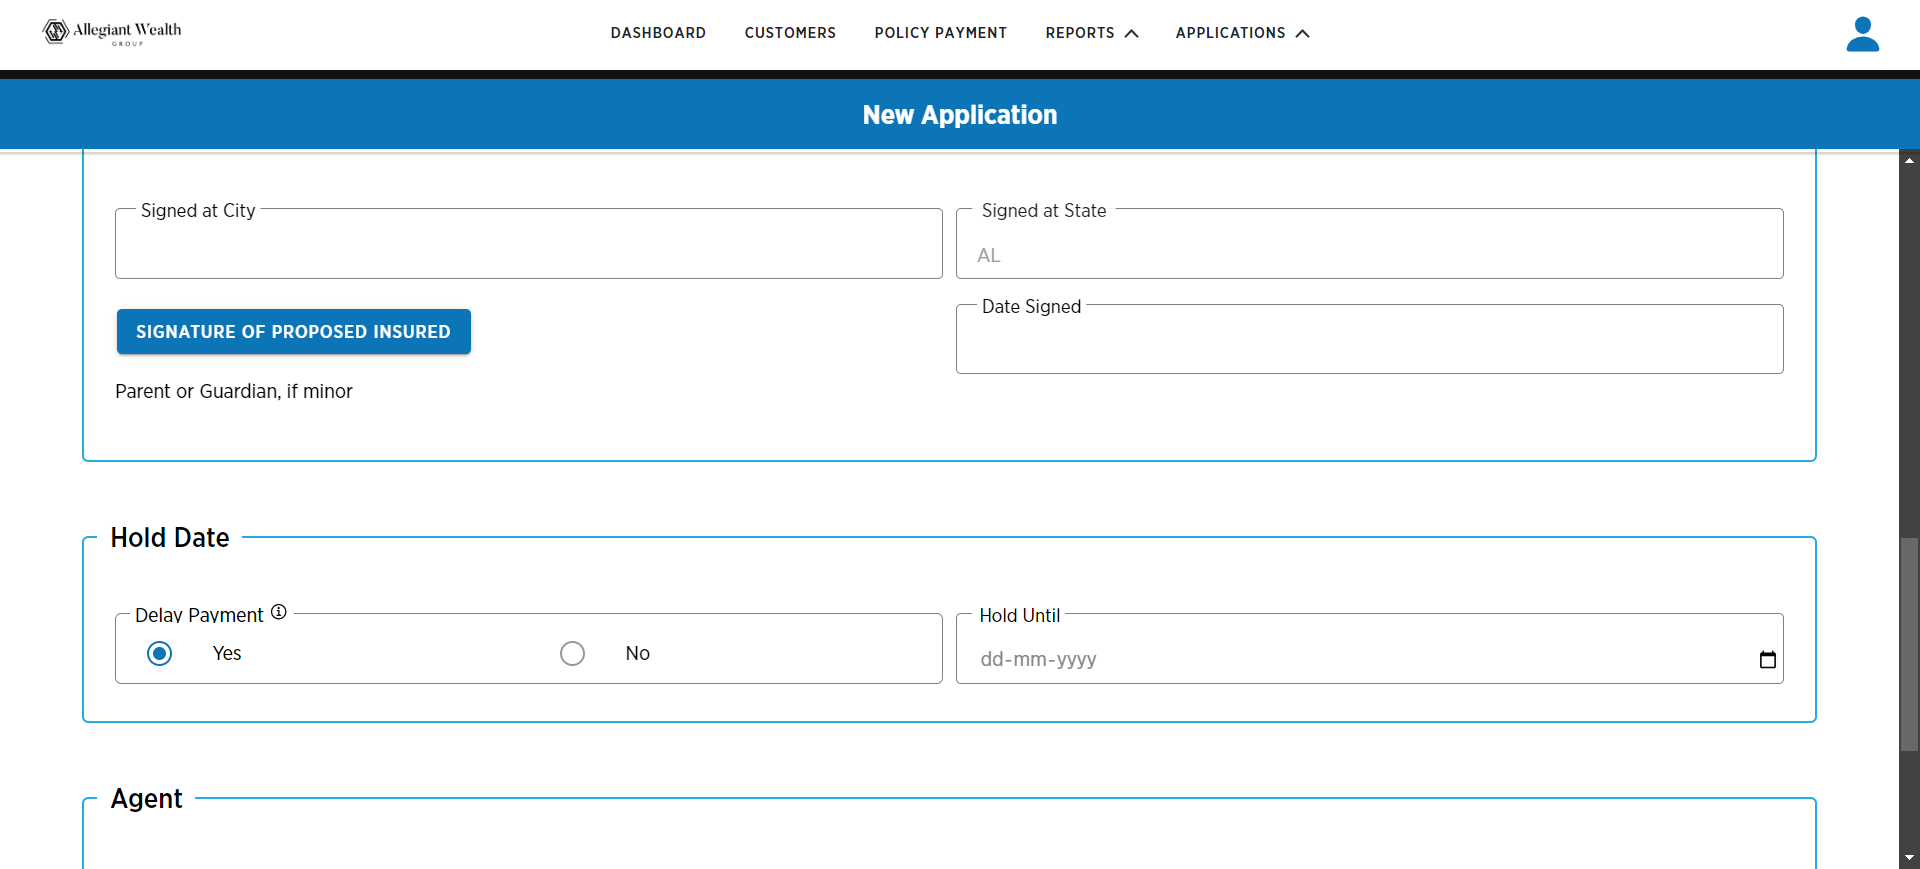 Allegiant Wealth
GROUP
DASHBOARD CUSTOMERS POLICY PAYMENT REPORTS APPLICATIONS
New Application
Signed at City
Signed at State
AL
SIGNATURE OF PROPOSED INSURED
Date Signed
Parent or Guardian, if minor
Hold Date
Delay Payment
Yes
No
Hold Until
dd-mm-yyyy
Agent